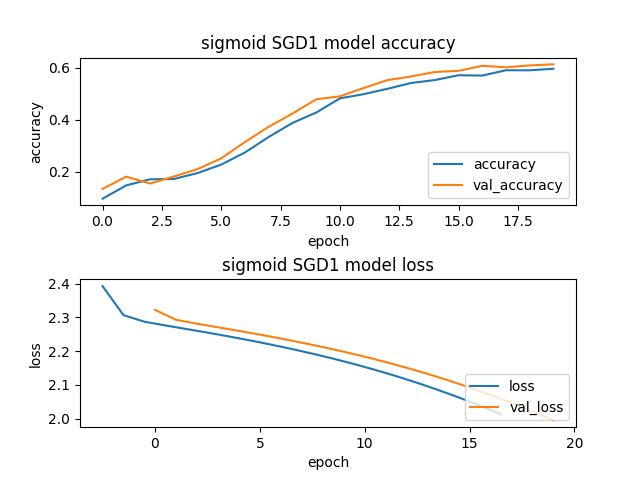 sigmoid SGD1 model accuracy
0.6
0.4
0.2
accuracy
accuracy
val_accuracy
0.0 2.5 5.0 7.5 10.0 12.5 15.0 17.5
epoch
sigmoid SGD1 model loss
2.4
2.3
2.2
2.1
2.0
loss
loss
val_loss
0 5 10 15 20
epoch